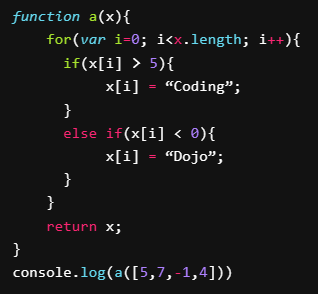 function a(x){
    for(var i=0; i<x.length; i++){
      if(x[i] > 5){
           x[i] = “Coding”;
      }
      else if(x[i] < 0){
           x[i] = “Dojo”;
      }
    }
    return x;
}
console.log(a([5,7,-1,4]))